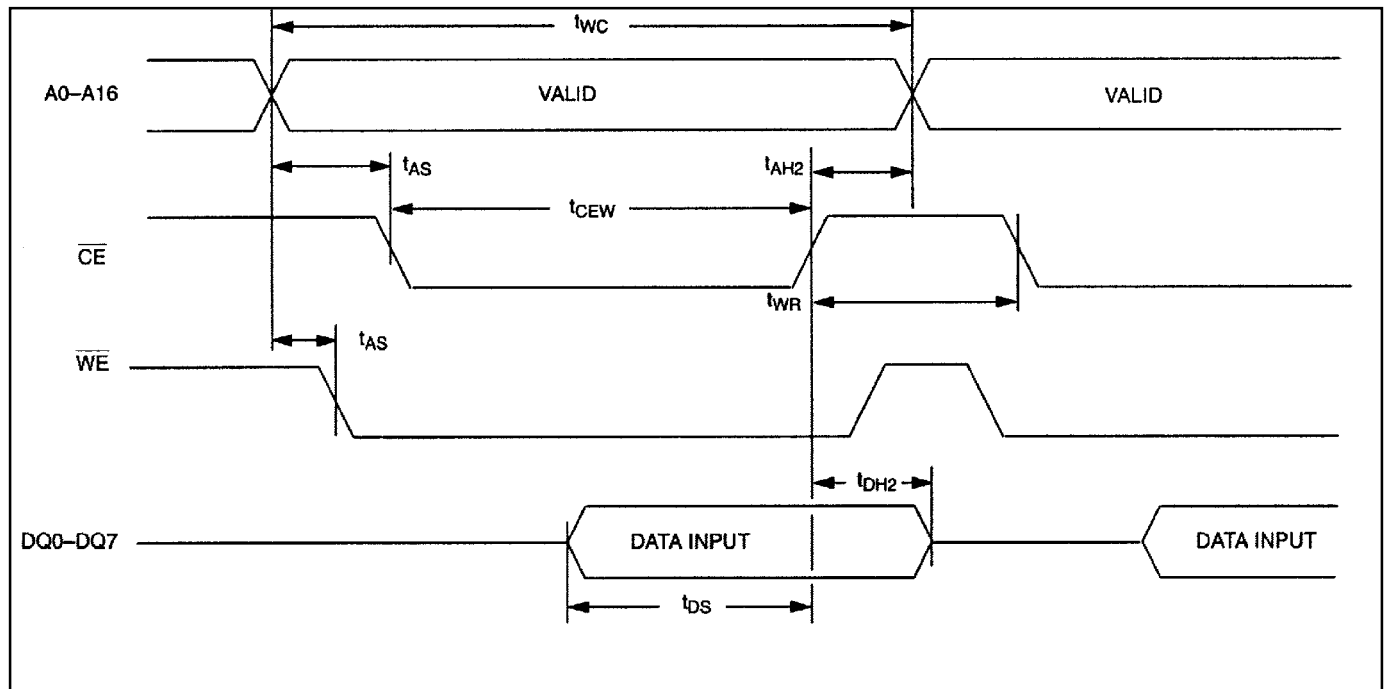 tWC
A0–A16 VALID VALID
tAS tAH2
tCEW
CE
tWR
tAS
WE
tDH2
DQ0–DQ7 DATA INPUT DATA INPUT
tDS